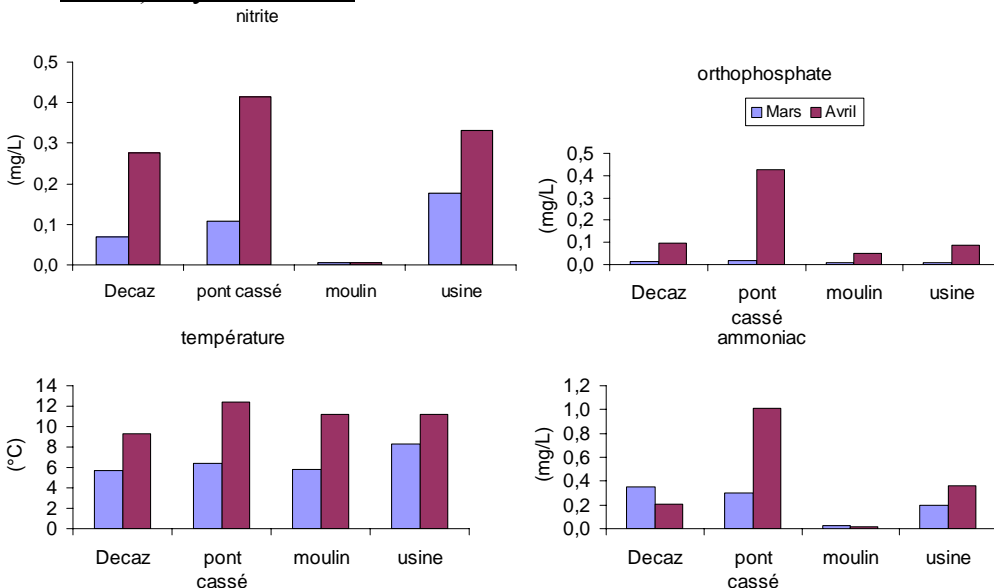 nitrite
0,5
0,4
0,3
0,2
0,1
0,0
(mg/L)
Decaz pont cassé moulin usine
orthophosphate
Mars Avril
0,5
0,4
0,3
0,2
0,1
0,0
(mg/L)
Decaz pont moulin usine
cassé
température
14
12
10
8
6
4
2
0
(°C)
Decaz pont moulin usine
cassé
ammoniac
1,2
1,0
0,8
0,6
0,4
0,2
0,0
(mg/L)
Decaz pont moulin usine
cassé